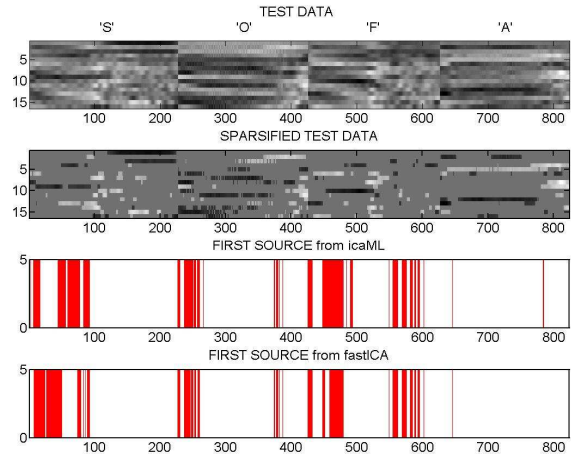 TEST DATA
'S' 'O' 'F' 'A'
5
10
15
100 200 300 400 500 600 700 800
SPARSIFIED TEST DATA
5
10
15
100 200 300 400 500 600 700 800
FIRST SOURCE from icaML
5
0
100 200 300 400 500 600 700 800
FIRST SOURCE from fastICA
5
0
100 200 300 400 500 600 700 800